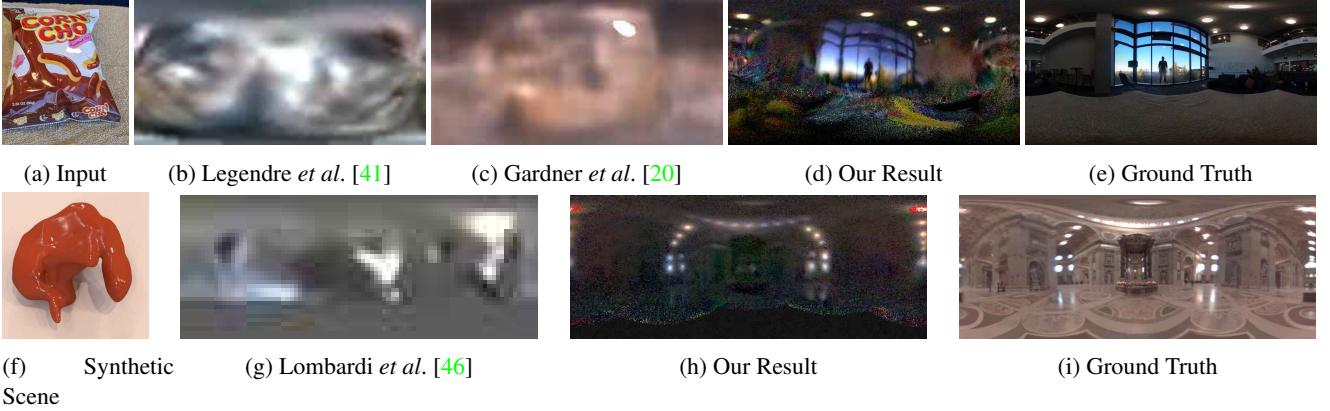 CORN
CHO
CORN
CHO
(a) Input
(b) Legendre et al. [41]
(c) Gardner et al. [20]
(d) Our Result
(e) Ground Truth
(f) Synthetic
Scene
(g) Lombardi et al. [46]
(h) Our Result
(i) Ground Truth